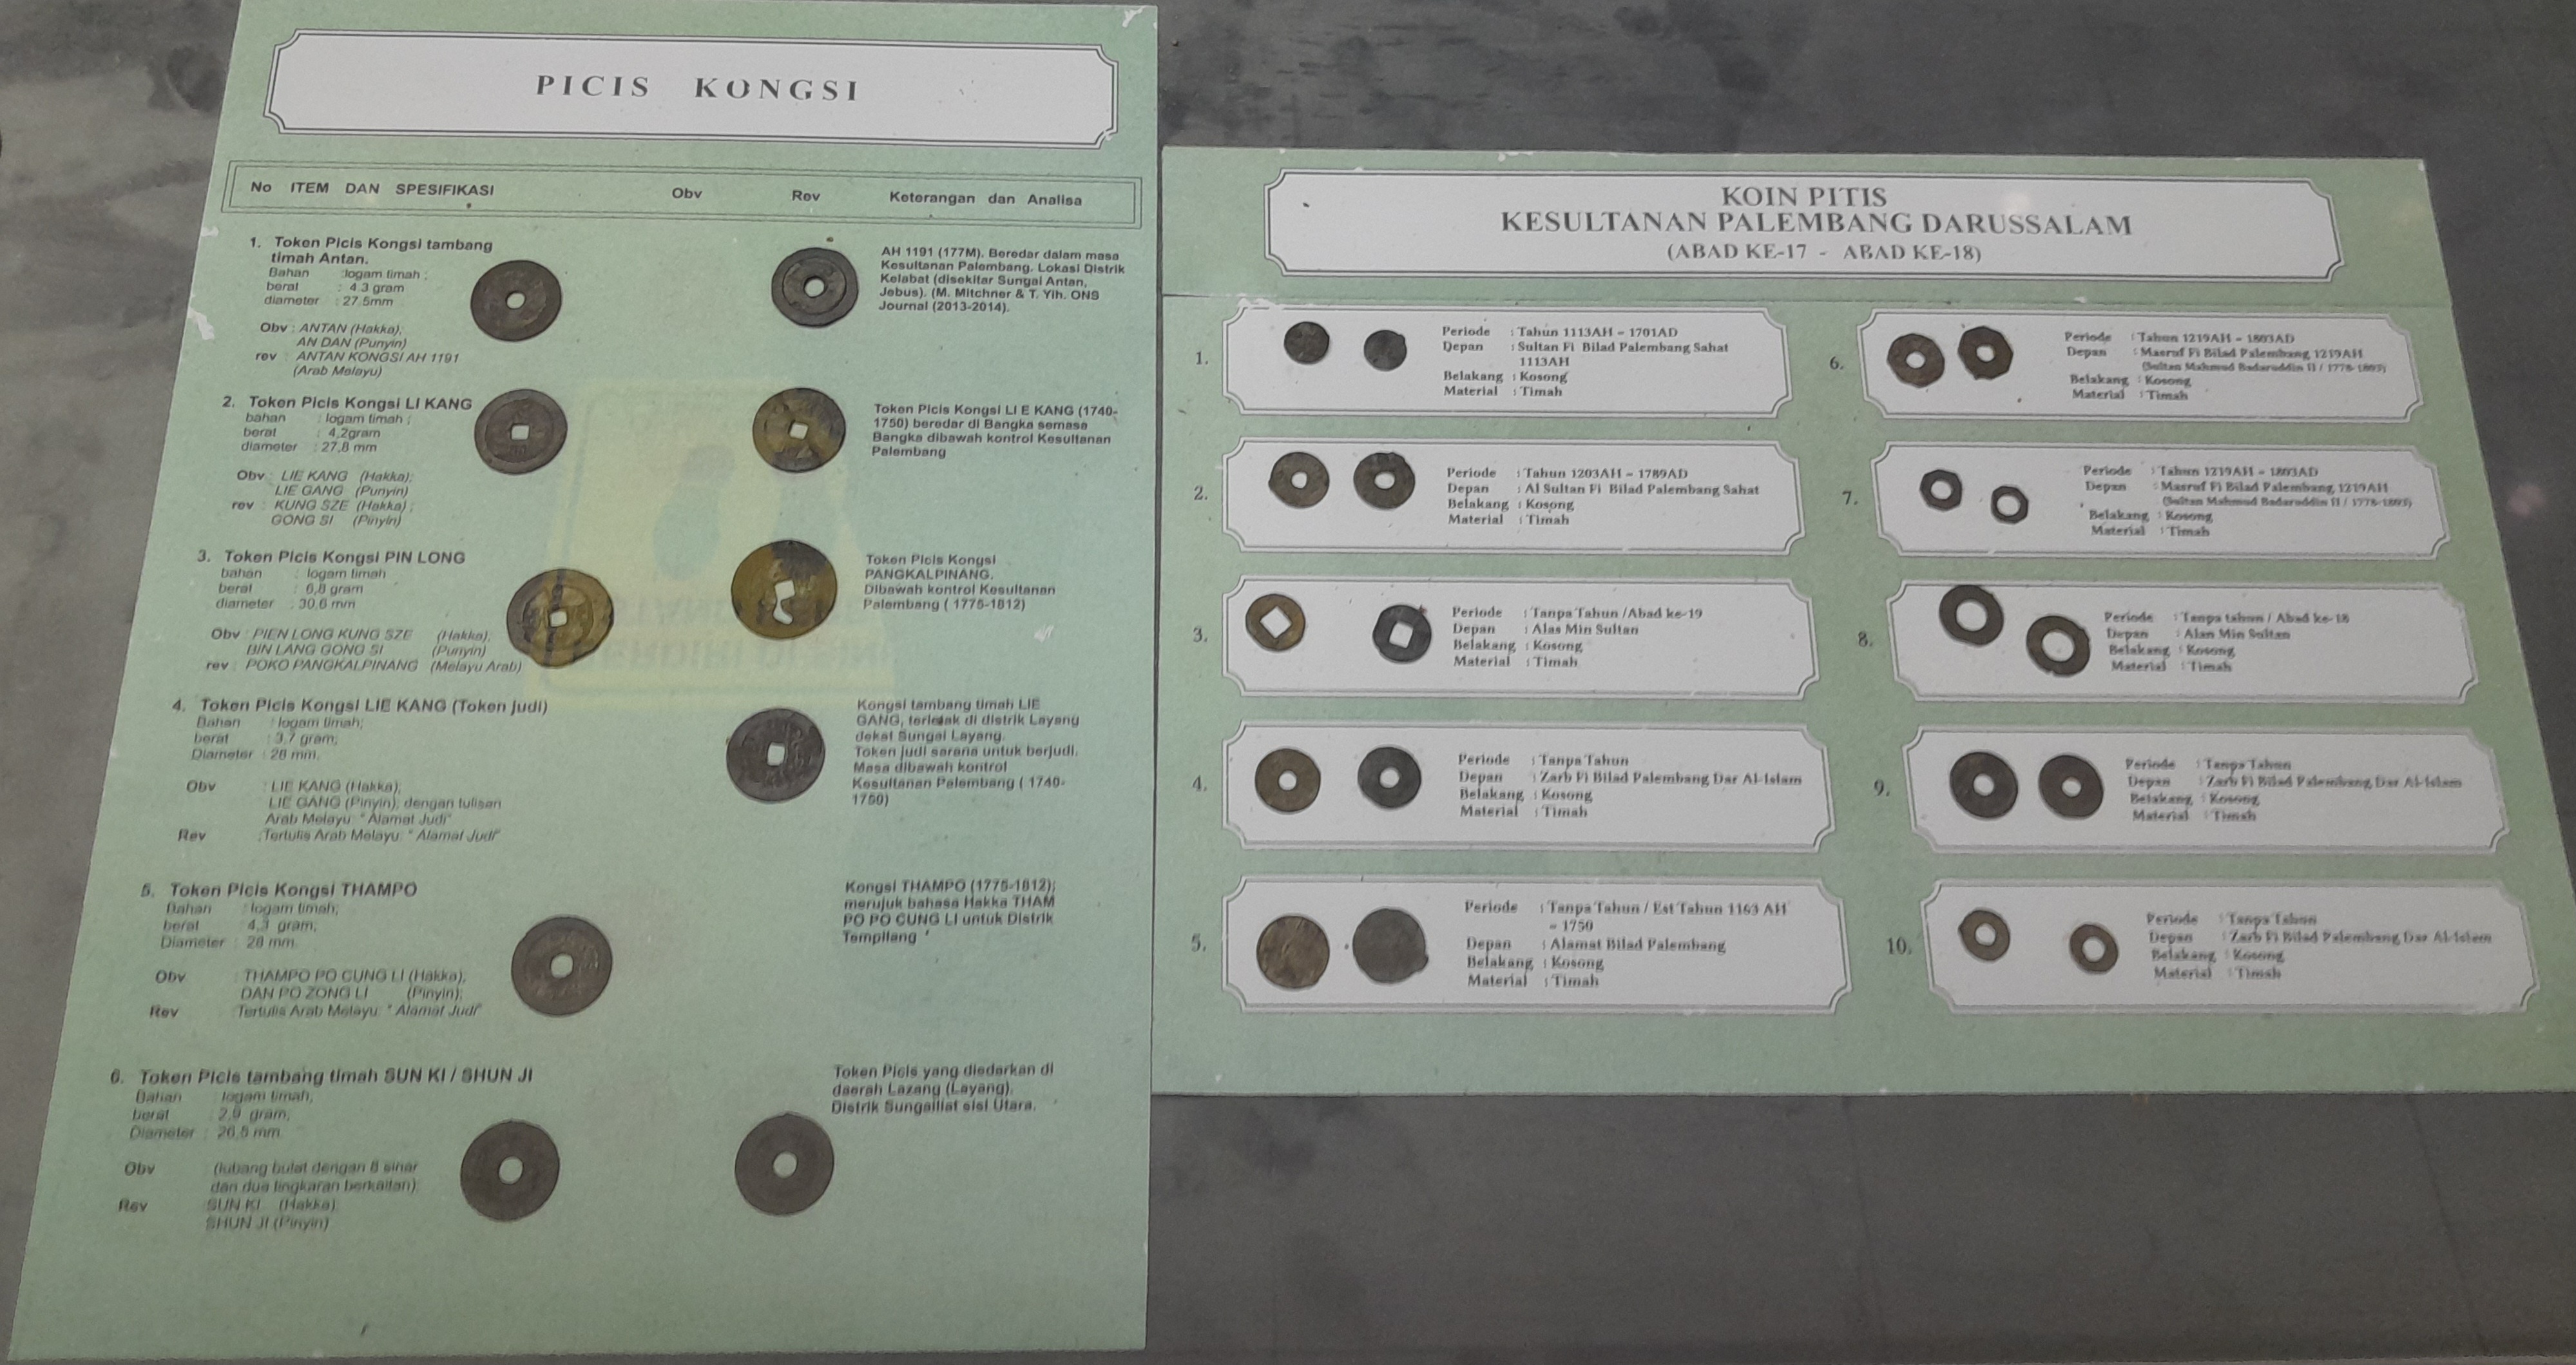 PICIS KONGSI
No ITEM DAN SPESIFIKASI Obv Rev Keterangan dan Analisa
1. Token Picis Kongsi tambang
timah Antan.
Bahan :logam timah ;
berat : 4.3 gram
diameter : 27.5mm
Obv : ANTAN (Hakka);
AN DAN (Punyin)
rev : ANTAN KONGSI AH 1191
(Arab Melayu)
AH 1191 (177M). Beredar dalam masa
Kesultanan Palembang. Lokasi Distrik
Kelabat (disekitar Sungai Antan,
Jebus). (M. Mitchner & T. Yih. ONS
Journal (2013-2014).
2. Token Picis Kongsi LI KANG
bahan : logam timah ;
berat : 4,2gram
diameter : 27,8 mm
Obv : LIE KANG (Hakka);
LIE GANG (Punyin)
rev : KUNG SZE (Hakka) ;
GONG SI (Pinyin)
Token Picis Kongsi LI E KANG (1740-
1750) beredar di Bangka semasa
Bangka dibawah kontrol Kesultanan
Palembang
3. Token Picis Kongsi PIN LONG
bahan : logam timah
berat : 6,8 gram
diameter : 30,6 mm
Obv : PIEN LONG KUNG SZE (Hakka);
BIN LANG GONG SI (Punyin)
rev : POKO PANGKALPINANG (Melayu Arab)
Token Picis Kongsi
PANGKALPINANG.
Dibawah kontrol Kesultanan
Palembang ( 1775-1812)
4. Token Picis Kongsi LIE KANG (Token judi)
Bahan : logam timah;
berat : 3,7 gram;
Diameter : 28 mm.
Obv : LIE KANG (Hakka);
LIE GANG (Pinyin); dengan tulisan
Arab Melayu: " Alamat Judi"
Rev :Tertulis Arab Melayu: " Alamat Judi"
Kongsi tambang timah LIE
GANG, terletak di distrik Layang
dekat Sungai Layang.
Token judi sarana untuk berjudi.
Masa dibawah kontrol
Kesultanan Palembang ( 1740-
1750)
5. Token Picis Kongsi THAMPO
Bahan : logam timah;
berat : 4,3 gram;
Diameter : 28 mm.
Obv : THAMPO PO CUNG LI (Hakka);
DAN PO ZONG LI (Pinyin);
Rev :Tertulis Arab Melayu: " Alamat Judi"
Kongsi THAMPO (1775-1812);
merujuk bahasa Hakka THAM
PO PO CUNG LI untuk Distrik
Tempilang
6. Token Picis tambang timah SUN KI / SHUN JI
Bahan : logam timah;
berat : 2,9 gram;
Diameter : 26,5 mm.
Obv (lubang bulat dengan 8 sinar
dan dua lingkaran berkaitan)
Rev : SUN KI (Hakka)
SHUN JI (Pinyin)
Token Picis yang diedarkan di
daerah Lazang (Layang).
Distrik Sungailiat sisi Utara.
KOIN PITIS
KESULTANAN PALEMBANG DARUSSALAM
(ABAD KE-17 - ABAD KE-18)
1. Periode : Tahun 1113AH - 1701AD
Depan : Sultan Fi Bilad Palembang Sahat
1113AH
Belakang : Kosong
Material : Timah
2. Periode : Tahun 1203AH - 1789AD
Depan : Al Sultan Fi Bilad Palembang Sahat
Belakang : Kosong
Material : Timah
3. Periode : Tanpa Tahun /Abad ke-19
Depan : Alas Min Sultan
Belakang : Kosong
Material : Timah
4. Periode : Tanpa Tahun
Depan : Zarb Fi Bilad Palembang Dar Al-Islam
Belakang : Kosong
Material : Timah
5. Periode : Tanpa Tahun / Est Tahun 1163 AH
- 1750
Depan : Alamat Bilad Palembang
Belakang : Kosong
Material : Timah
6. Periode : Tahun 1219AH - 1803AD
Depan : Masruf Fi Bilad Palembang 1219AH
(Sultan Mahmud Badaruddin II / 1776-1803)
Belakang : Kosong
Material : Timah
7. Periode : Tahun 1219AH - 1803AD
Depan : Masruf Fi Bilad Palembang 1219AH
(Sultan Mahmud Badaruddin II / 1776-1803)
Belakang : Kosong
Material : Timah
8. Periode : Tanpa tahun / Abad ke-18
Depan : Alan Min Sultan
Belakang : Kosong
Material : Timah
9. Periode : Tanpa Tahun
Depan : Zarb Fi Bilad Palembang Dar Al-Islam
Belakang : Kosong
Material : Timah
10. Periode : Tanpa Tahun
Depan : Zarb Fi Bilad Palembang Dar Al-Islam
Belakang : Kosong
Material : Timah